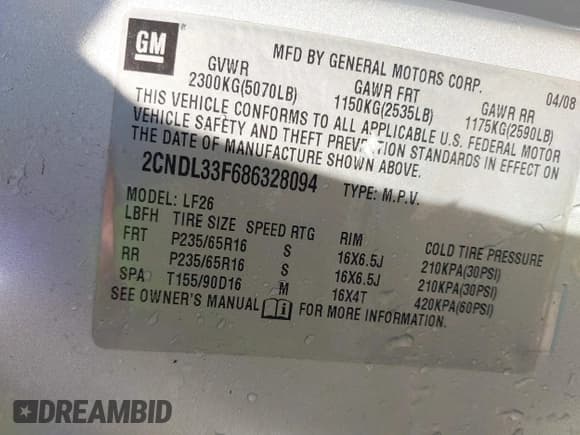 GM
®
MFD BY GENERAL MOTORS CORP. 04/08
GVWR GAWR FRT GAWR RR
2300KG(5070LB) 1150KG(2535LB) 1175KG(2590LB)
THIS VEHICLE CONFORMS TO ALL APPLICABLE U.S. FEDERAL MOTOR
VEHICLE SAFETY AND THEFT PREVENTION STANDARDS IN EFFECT ON
THE DATE OF MANUFACTURE SHOWN ABOVE.
2CNDL33F686328094 TYPE: M.P.V.
MODEL: LF26
LBFH TIRE SIZE SPEED RTG RIM COLD TIRE PRESSURE
FRT P235/65R16 S 16X6.5J 210KPA(30PSI)
RR P235/65R16 S 16X6.5J 210KPA(30PSI)
SPA T155/90D16 M 16X4T 420KPA(60PSI)
SEE OWNER'S MANUAL i FOR MORE INFORMATION.
DREAMBID